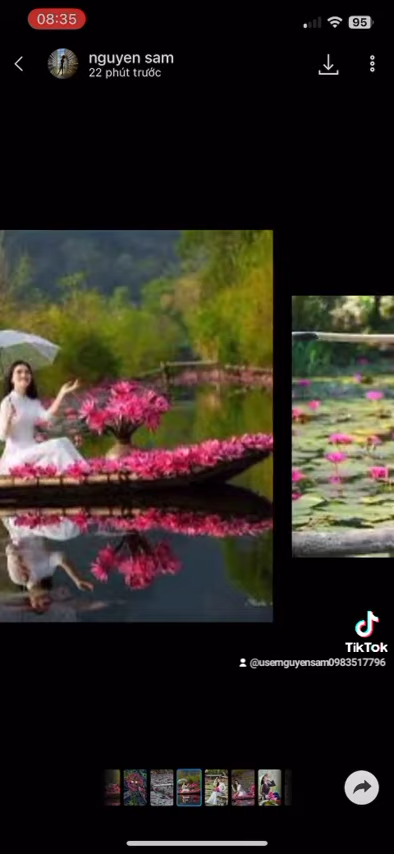 08:35
95
nguyen sam
22 phút trước
TikTok
@usernguyensam0983517796